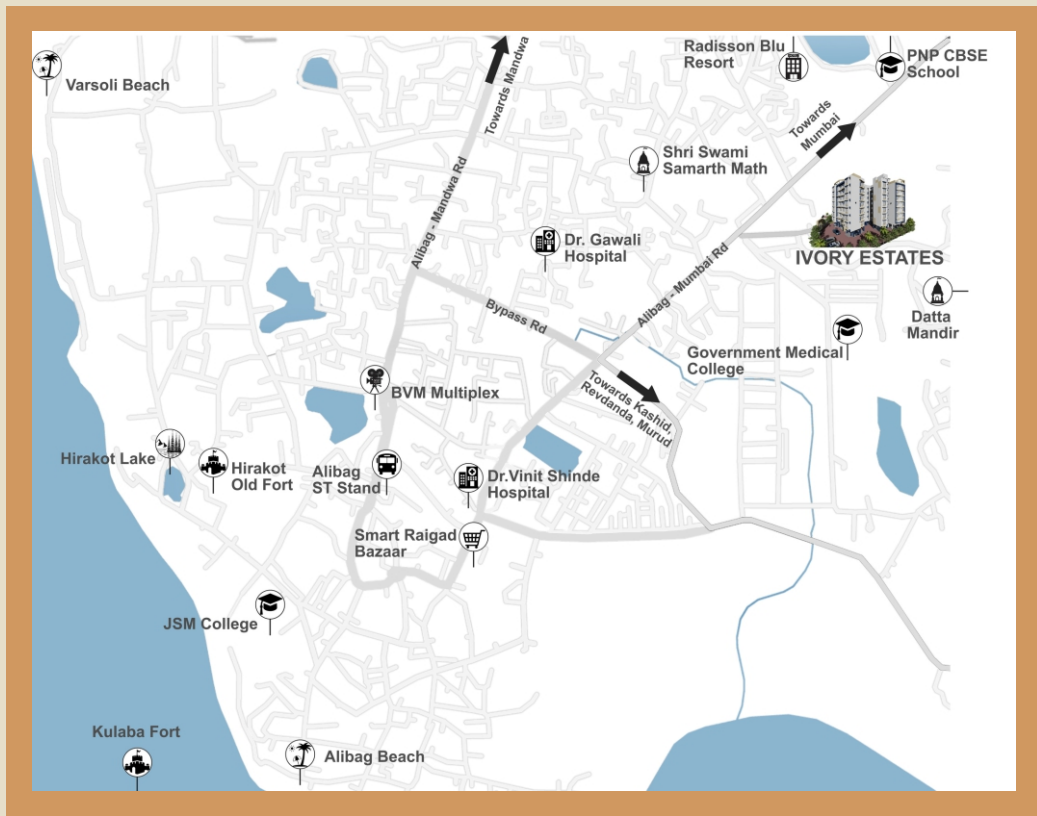 Varsoli Beach
Towards Mandwa
Radisson Blu
Resort
PNP CBSE
School
Towards
Mumbai
Shri Swami
Samarth Math
Alibag - Mandwa Rd
Dr. Gawali
Hospital
IVORY ESTATES
Alibag - Mumbai Rd
Bypass Rd
Datta
Mandir
Government Medical
College
Towards Kashid,
Revdanda, Murud
BVM Multiplex
Hirakot Lake
Hirakot
Old Fort
Alibag
ST Stand
Dr.Vinit Shinde
Hospital
Smart Raigad
Bazaar
JSM College
Kulaba Fort
Alibag Beach